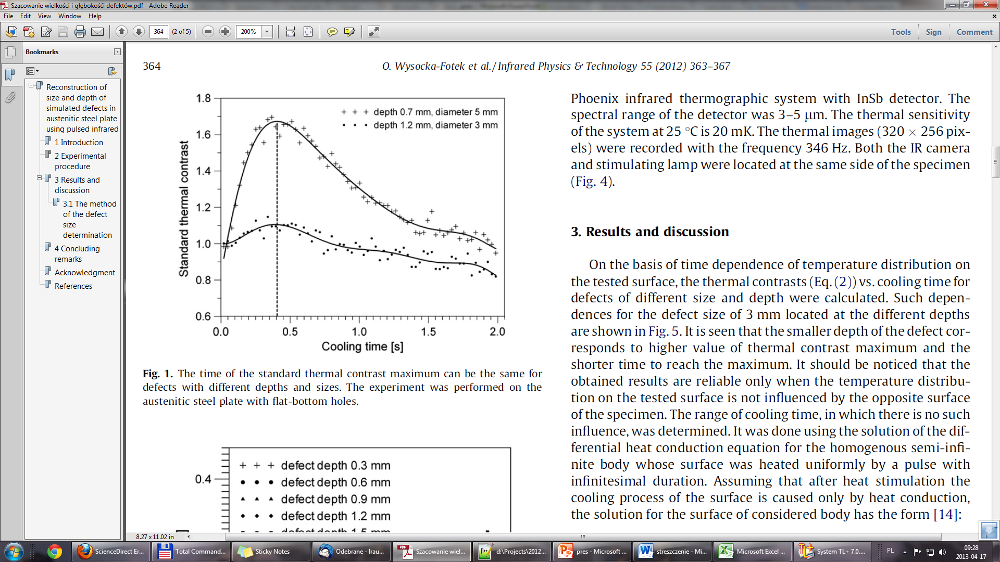 Szacowanie wielkości i głębokośći defektów.pdf - Adobe Reader
File Edit View Window Help
364 (2 of 5) 200% Tools Sign Comment
Bookmarks
Reconstruction of
size and depth of
simulated defects in
austenitic steel plate
using pulsed infrared
1 Introduction
2 Experimental
procedure
3 Results and
discussion
3.1 The method
of the defect
size
determination
4 Concluding
remarks
Acknowledgment
References
364
O. Wysocka-Fotek et al. / Infrared Physics & Technology 55 (2012) 363–367
1.8
1.6
1.4
1.2
1.0
0.8
0.6
Standard thermal contrast
+ + + depth 0.7 mm, diameter 5 mm
• • • depth 1.2 mm, diameter 3 mm
0.0 0.5 1.0 1.5 2.0
Cooling time [s]
Fig. 1. The time of the standard thermal contrast maximum can be the same for
defects with different depths and sizes. The experiment was performed on the
austenitic steel plate with flat-bottom holes.
0.4
+ + + defect depth 0.3 mm
• • • defect depth 0.6 mm
▲ ▲ ▲ defect depth 0.9 mm
◆ ◆ ◆ defect depth 1.2 mm
defect depth 1.5 mm
Phoenix infrared thermographic system with InSb detector. The
spectral range of the detector was 3–5 μm. The thermal sensitivity
of the system at 25 °C is 20 mK. The thermal images (320 × 256 pix-
els) were recorded with the frequency 346 Hz. Both the IR camera
and stimulating lamp were located at the same side of the specimen
(Fig. 4).
3. Results and discussion
On the basis of time dependence of temperature distribution on
the tested surface, the thermal contrasts (Eq. (2)) vs. cooling time for
defects of different size and depth were calculated. Such depen-
dences for the defect size of 3 mm located at the different depths
are shown in Fig. 5. It is seen that the smaller depth of the defect cor-
responds to higher value of thermal contrast maximum and the
shorter time to reach the maximum. It should be noticed that the
obtained results are reliable only when the temperature distribu-
tion on the tested surface is not influenced by the opposite surface
of the specimen. The range of cooling time, in which there is no such
influence, was determined. It was done using the solution of the dif-
ferential heat conduction equation for the homogenous semi-infi-
nite body whose surface was heated uniformly by a pulse with
infinitesimal duration. Assuming that after heat stimulation the
cooling process of the surface is caused only by heat conduction,
the solution for the surface of considered body has the form [14]:
8.27 x 11.02 in
ScienceDirect Er... Total Command... Sticky Notes Odebrane - Irau... Szacowanie wiel... d:\Projects\2012... pres - Microsoft ... streszczenie - Mi... Microsoft Excel ... System TL+ 7.0.... PL 09:28
2013-04-17